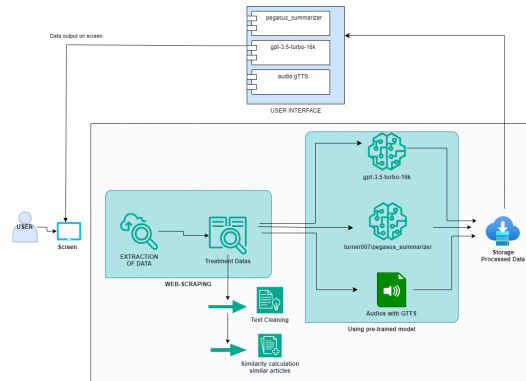 pegasus_summarizer
Data output on screen
gpt-3.5-turbo-16k
audio gTTS
USER INTERFACE
gpt-3.5-turbo-16k
USER
Screen
EXTRACTION
OF DATA
Treatment Datas
turner007/pegasus_summarizer
Storage
Processed Data
WEB-SCRAPING
Audios with GTTS
Text Cleaning
Using pre-trained model
Similarity calculation
similar articles